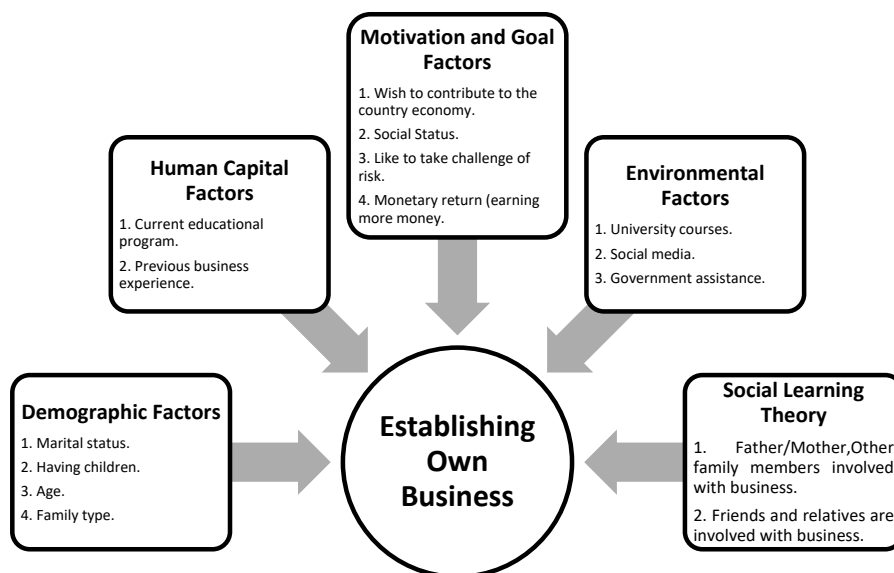 Motivation and Goal
Factors
1. Wish to contribute to the
country economy.
2. Social Status.
3. Like to take challenge of
risk.
4. Monetary return (earning
more money.
Human Capital
Factors
1. Current educational
program.
2. Previous business
experience.
Environmental
Factors
1. University courses.
2. Social media.
3. Government assistance.
Demographic Factors
1. Marital status.
2. Having children.
3. Age.
4. Family type.
Establishing
Own
Business
Social Learning
Theory
1. Father/Mother,Other
family members involved
with business.
2. Friends and relatives are
involved with business.